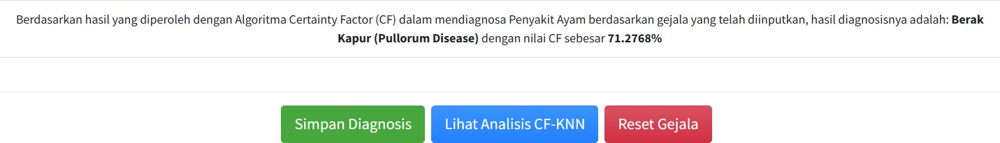 Berdasarkan hasil yang diperoleh dengan Algoritma Certainty Factor (CF) dalam mendiagnosa Penyakit Ayam berdasarkan gejala yang telah diinputkan, hasil diagnosisnya adalah: Berak
Kapur (Pullorum Disease) dengan nilai CF sebesar 71.2768%
Simpan Diagnosis Lihat Analisis CF-KNN Reset Gejala